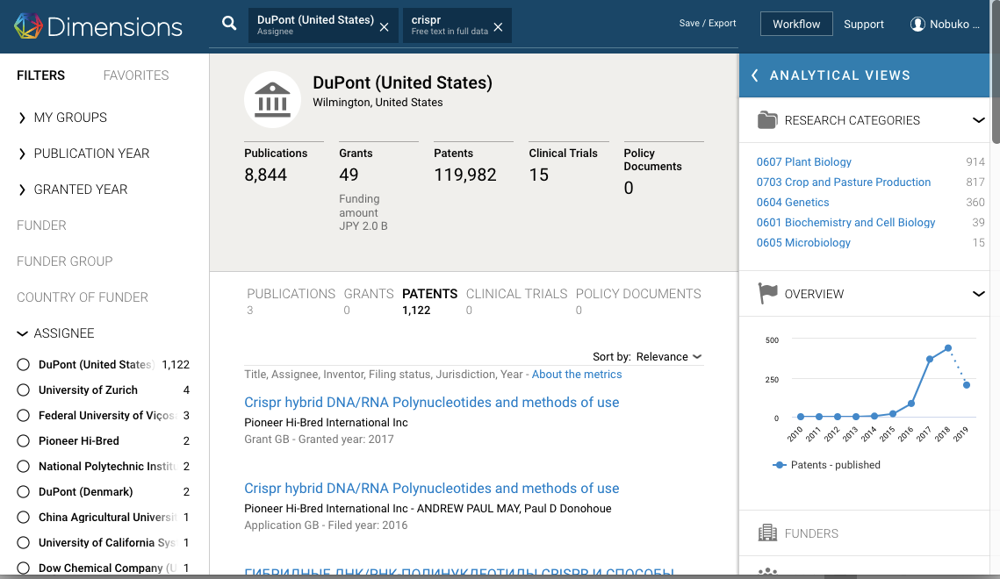 Dimensions
DuPont (United States)
Assignee
crispr
Free text in full data
Save / Export
Workflow
Support
Nobuko ...
FILTERS
FAVORITES
MY GROUPS
PUBLICATION YEAR
GRANTED YEAR
FUNDER
FUNDER GROUP
COUNTRY OF FUNDER
ASSIGNEE
DuPont (United States) 1,122
University of Zurich 4
Federal University of Viços 3
Pioneer Hi-Bred 2
National Polytechnic Institu 2
DuPont (Denmark) 2
China Agricultural Universit 1
University of California Sys 1
Dow Chemical Company (U 1
DuPont (United States)
Wilmington, United States
Publications
8,844
Grants
49
Funding
amount
JPY 2.0 B
Patents
119,982
Clinical Trials
15
Policy
Documents
0
PUBLICATIONS
3
GRANTS
0
PATENTS
1,122
CLINICAL TRIALS
0
POLICY DOCUMENTS
0
Sort by: Relevance
Title, Assignee, Inventor, Filing status, Jurisdiction, Year - About the metrics
Crispr hybrid DNA/RNA Polynucleotides and methods of use
Pioneer Hi-Bred International Inc
Grant GB - Granted year: 2017
Crispr hybrid DNA/RNA Polynucleotides and methods of use
Pioneer Hi-Bred International Inc - ANDREW PAUL MAY, Paul D Donohoue
Application GB - Filed year: 2016
ГИБРИДНЫЕ ДНК/РНК-ПОЛИНУКЛЕОТИДЫ CRISPR И СПОСОБЫ
ANALYTICAL VIEWS
RESEARCH CATEGORIES
0607 Plant Biology 914
0703 Crop and Pasture Production 817
0604 Genetics 360
0601 Biochemistry and Cell Biology 39
0605 Microbiology 15
OVERVIEW
500
250
0
2010 2011 2012 2013 2014 2015 2016 2017 2018 2019
Patents - published
FUNDERS